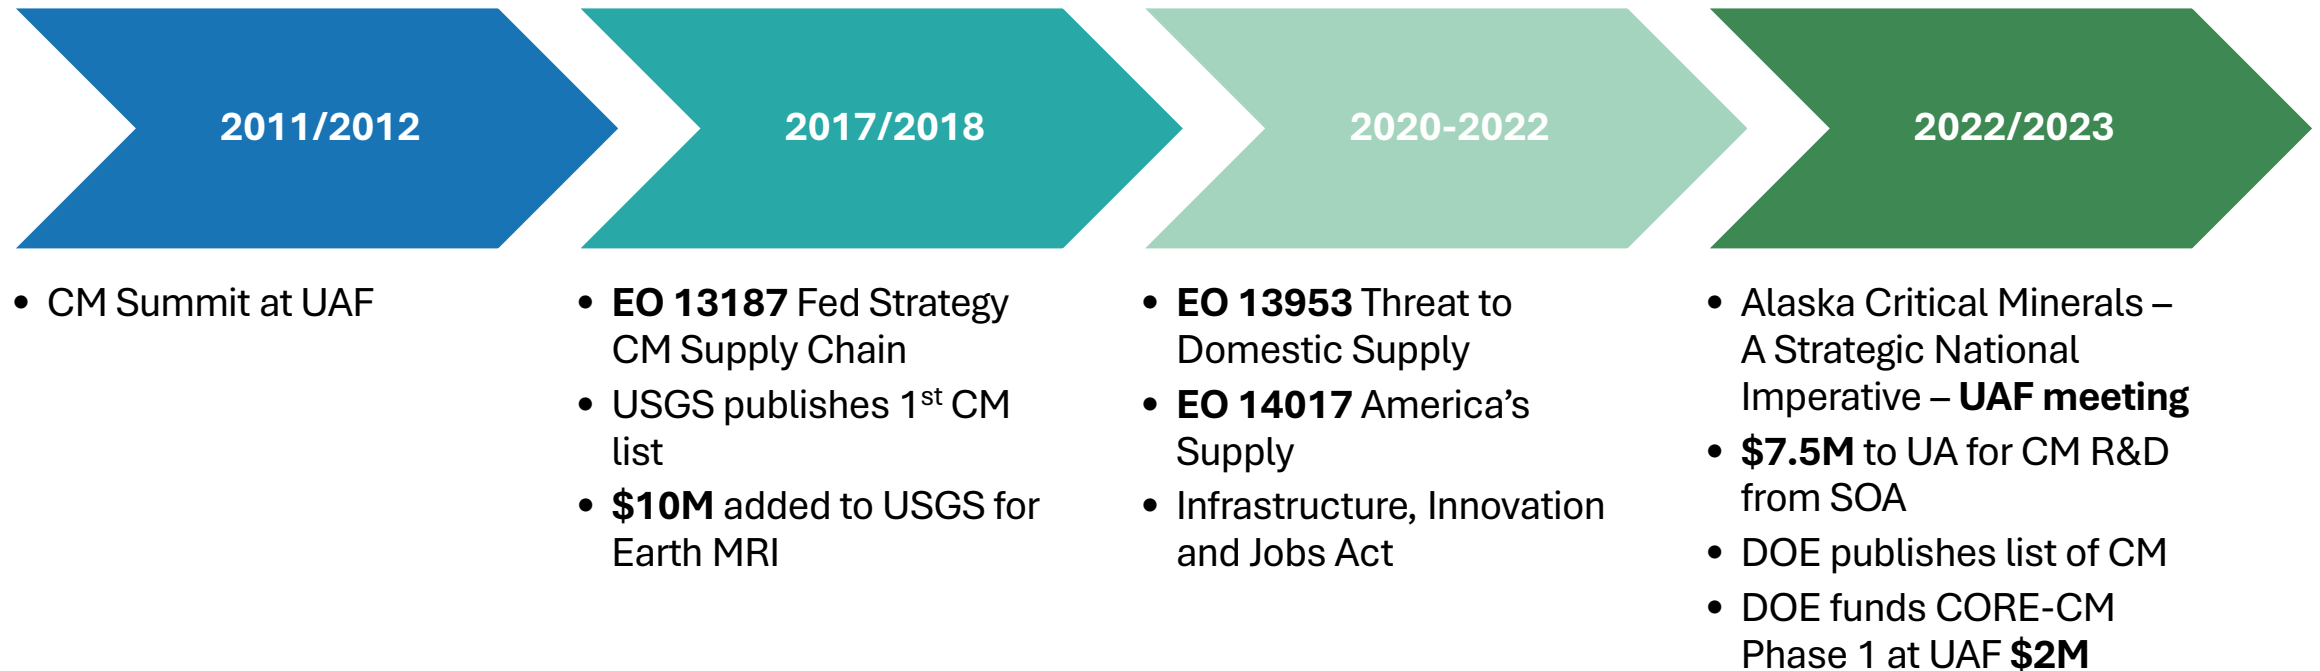 2011/2012
• CM Summit at UAF
2017/2018
• EO 13187 Fed Strategy
CM Supply Chain
• USGS publishes 1st CM
list
• $10M added to USGS for
Earth MRI
2020-2022
• EO 13953 Threat to
Domestic Supply
• EO 14017 America’s
Supply
• Infrastructure, Innovation
and Jobs Act
2022/2023
• Alaska Critical Minerals –
A Strategic National
Imperative – UAF meeting
• $7.5M to UA for CM R&D
from SOA
• DOE publishes list of CM
• DOE funds CORE-CM
Phase 1 at UAF $2M